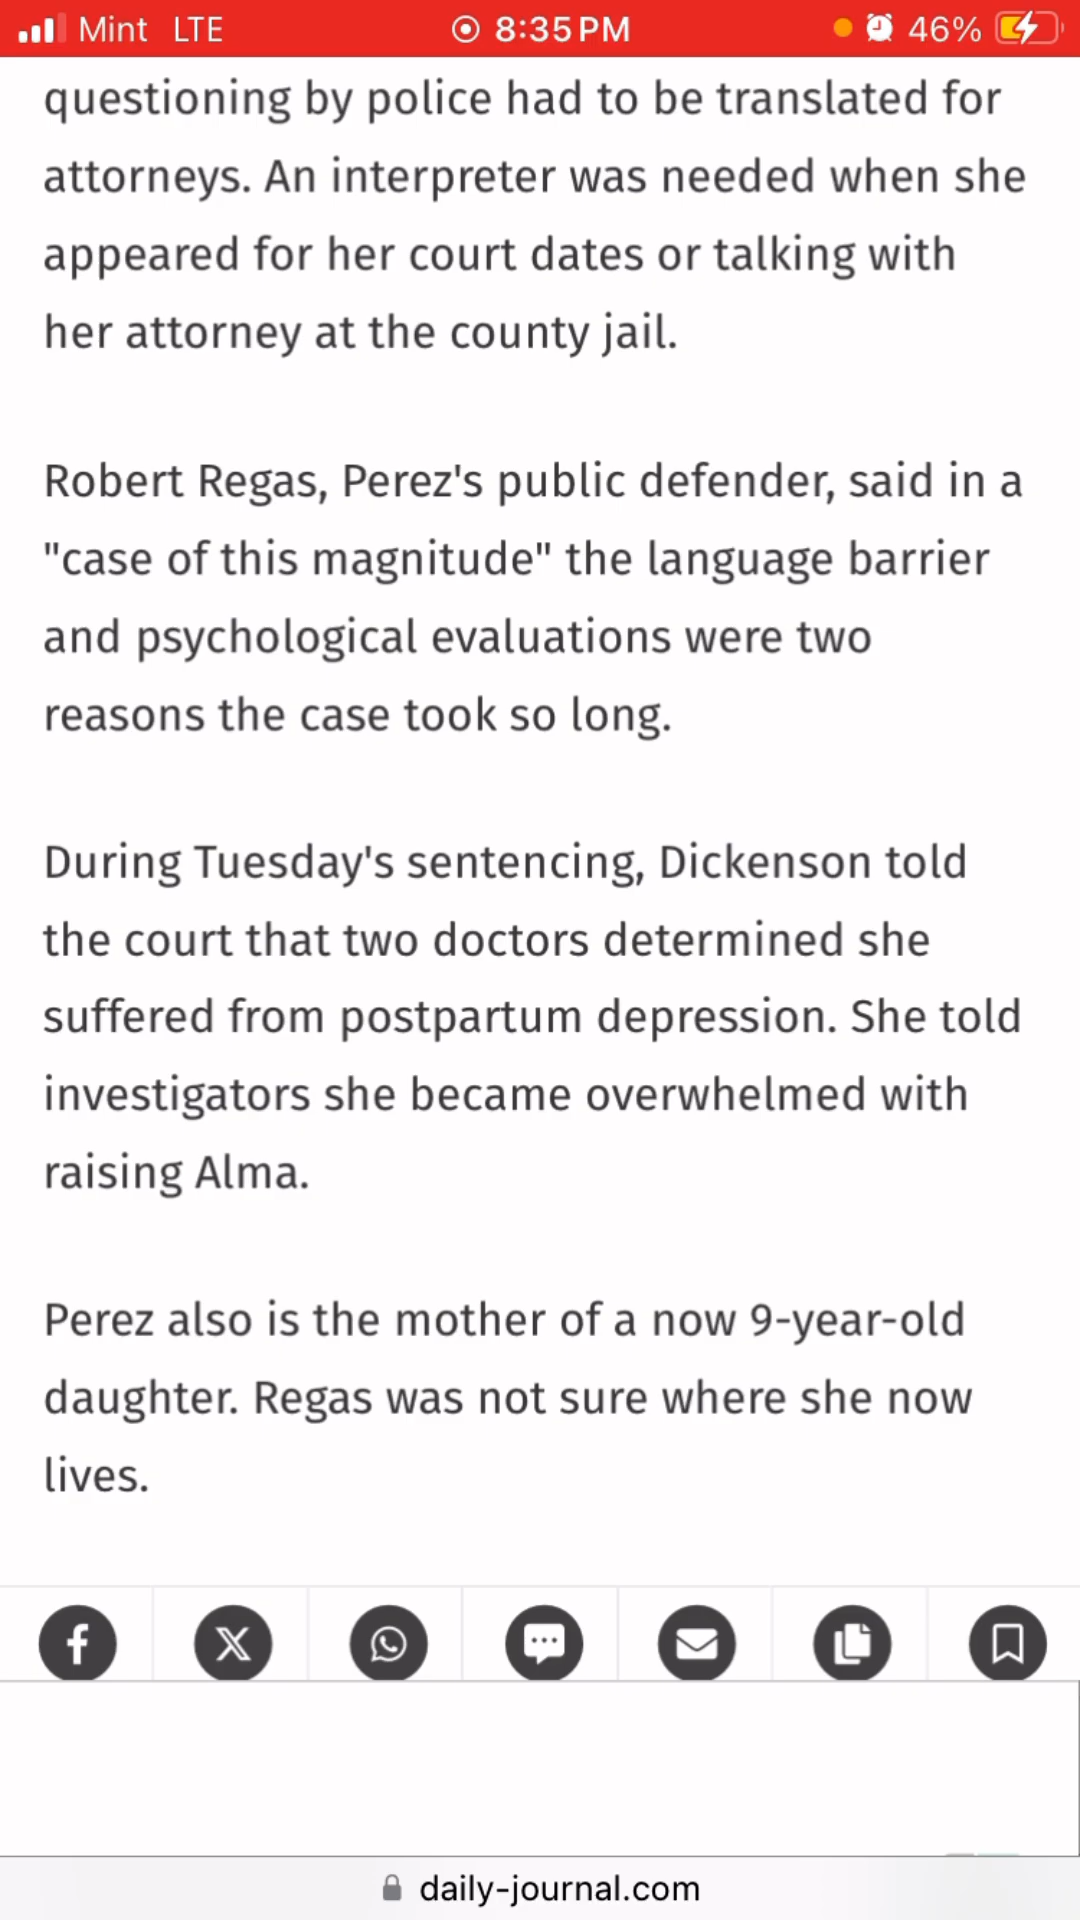 Mint LTE 8:35 PM 46%
questioning by police had to be translated for
attorneys. An interpreter was needed when she
appeared for her court dates or talking with
her attorney at the county jail.
Robert Regas, Perez's public defender, said in a
"case of this magnitude" the language barrier
and psychological evaluations were two
reasons the case took so long.
During Tuesday's sentencing, Dickenson told
the court that two doctors determined she
suffered from postpartum depression. She told
investigators she became overwhelmed with
raising Alma.
Perez also is the mother of a now 9-year-old
daughter. Regas was not sure where she now
lives.
daily-journal.com